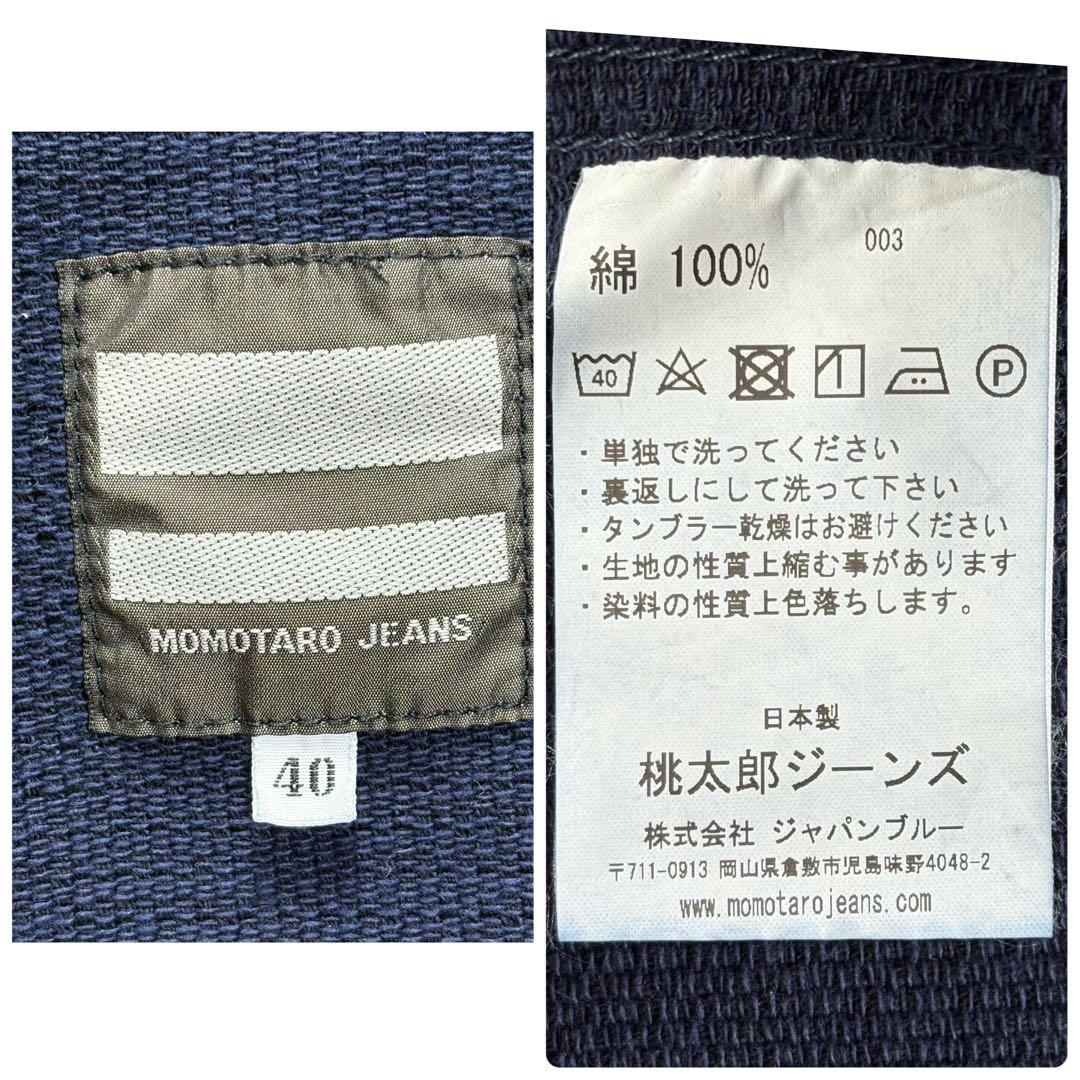 MOMOTARO JEANS
40
003
綿 100%
40
P
・単独で洗ってください
・裏返しにして洗って下さい
・タンブラー乾燥はお避けください
・生地の性質上縮む事があります
・染料の性質上色落ちします。
日本製
桃太郎ジーンズ
株式会社 ジャパンブルー
〒711-0913 岡山県倉敷市児島味野4048-2
www.momotarojeans.com